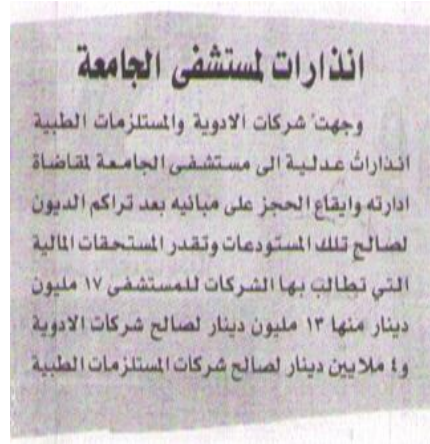 انذارات لمستشفى الجامعة
وجهت شركات الادوية والمستلزمات الطبية
انذارات عدلية الى مستشفى الجامعة لمقاضاة
ادارته وايقاع الحجز على مبانيه بعد تراكم الديون
لصالح تلك المستودعات وتقدر المستحقات المالية
التي تطالب بها الشركات للمستشفى ١٧ مليون
دينار منها ١٣ مليون دينار لصالح شركات الادوية
و٤ ملايين دينار لصالح شركات المستلزمات الطبية